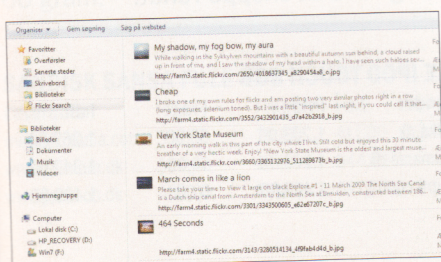 Organiser
Gem søgning
Søg på websted
Favoritter
Overførsler
Seneste steder
Skrivebord
Biblioteker
Flickr Search
Biblioteker
Billeder
Dokumenter
Musik
Videoer
Hjemmegruppe
Computer
Lokal disk (C:)
HP_RECOVERY (D:)
Win7 (F:)
My shadow, my fog bow, my aura
While walking in the Sykkylven mountains with a beautiful autumn sun behind, a cloud raised
up in front of me, and I saw the shadow of my head within a halo. I have seen such haloes sev...
http://farm3.static.flickr.com/2650/4018637345_a8290454a8_o.jpg
Cheap
I broke one of my own rules for flickr and am posting two very similar photos right in a row
(long exposures, selenium toned). But I was a little "inspired" last night, if you could call it that...
http://farm4.static.flickr.com/3552/3432901435_d7a42b2918_b.jpg
New York State Museum
An early morning walk in this part of the city where I live. Still cold but enjoyed this 30 minute
breather of a very hectic week. Enjoy! "New York State Museum is the oldest and largest muse...
http://farm4.static.flickr.com/3660/3365132976_511289673b_b.jpg
March comes in like a lion
Please take your time to View it large on black Explore #1 - 11 March 2009 The North Sea Canal
is a Dutch ship canal from Amsterdam to the North Sea at IJmuiden, constructed between 186...
http://farm4.static.flickr.com/3301/3343500605_e62e67207c_b.jpg
464 Seconds
http://farm4.static.flickr.com/3143/3280514134_4f9fab4d4d_b.jpg